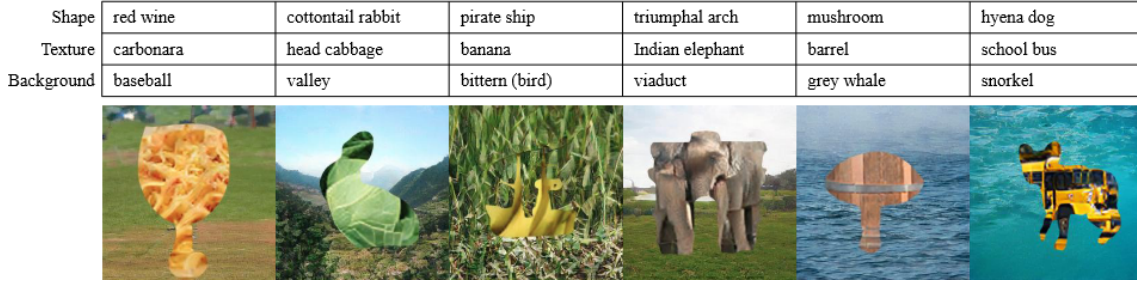 Shape red wine cottontail rabbit pirate ship triumphal arch mushroom hyena dog
Texture carbonara head cabbage banana Indian elephant barrel school bus
Background baseball valley bittern (bird) viaduct grey whale snorkel